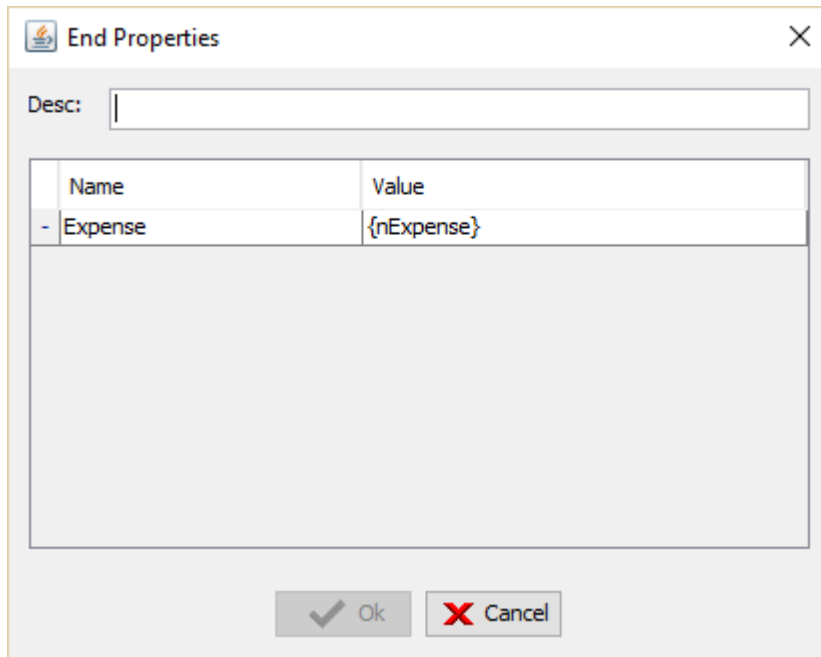 End Properties
Desc:
Name Value
- Expense {nExpense}
Ok Cancel